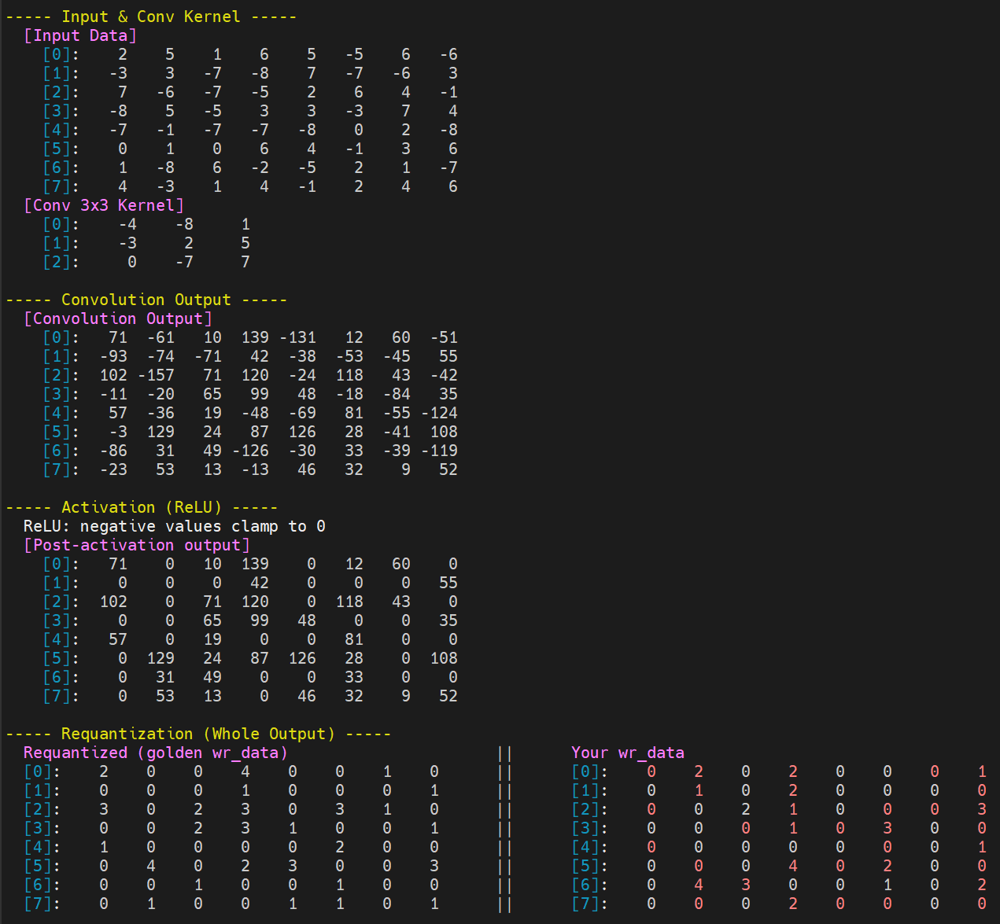 ----- Input & Conv Kernel -----
[Input Data]
[0]: 2 5 1 6 5 -5 6 -6
[1]: -3 3 -7 -8 7 -7 -6 3
[2]: 7 -6 -7 -5 2 6 4 -1
[3]: -8 5 -5 3 3 -3 7 4
[4]: -7 -1 -7 -7 -8 0 2 -8
[5]: 0 1 0 6 4 -1 3 6
[6]: 1 -8 6 -2 -5 2 1 -7
[7]: 4 -3 1 4 -1 2 4 6
[Conv 3x3 Kernel]
[0]: -4 -8 1
[1]: -3 2 5
[2]: 0 -7 7
----- Convolution Output -----
[Convolution Output]
[0]: 71 -61 10 139 -131 12 60 -51
[1]: -93 -74 -71 42 -38 -53 -45 55
[2]: 102 -157 71 120 -24 118 43 -42
[3]: -11 -20 65 99 48 -18 -84 35
[4]: 57 -36 19 -48 -69 81 -55 -124
[5]: -3 129 24 87 126 28 -41 108
[6]: -86 31 49 -126 -30 33 -39 -119
[7]: -23 53 13 -13 46 32 9 52
----- Activation (ReLU) -----
ReLU: negative values clamp to 0
[Post-activation output]
[0]: 71 0 10 139 0 12 60 0
[1]: 0 0 0 42 0 0 0 55
[2]: 102 0 71 120 0 118 43 0
[3]: 0 0 65 99 48 0 0 35
[4]: 57 0 19 0 0 81 0 0
[5]: 0 129 24 87 126 28 0 108
[6]: 0 31 49 0 0 33 0 0
[7]: 0 53 13 0 46 32 9 52
----- Requantization (Whole Output) -----
Requantized (golden wr_data) || Your wr_data
[0]: 2 0 0 4 0 0 1 0 || [0]: 0 2 0 2 0 0 0 1
[1]: 0 0 0 1 0 0 0 1 || [1]: 0 1 0 2 0 0 0 0
[2]: 3 0 2 3 0 3 1 0 || [2]: 0 0 2 1 0 0 0 3
[3]: 0 0 2 3 1 0 0 1 || [3]: 0 0 0 1 0 3 0 0
[4]: 1 0 0 0 0 2 0 0 || [4]: 0 0 0 0 0 0 0 1
[5]: 0 4 0 2 3 0 0 3 || [5]: 0 0 0 4 0 2 0 0
[6]: 0 0 1 0 0 1 0 0 || [6]: 0 4 3 0 0 1 0 2
[7]: 0 1 0 0 1 1 0 1 || [7]: 0 0 0 2 0 0 0 0